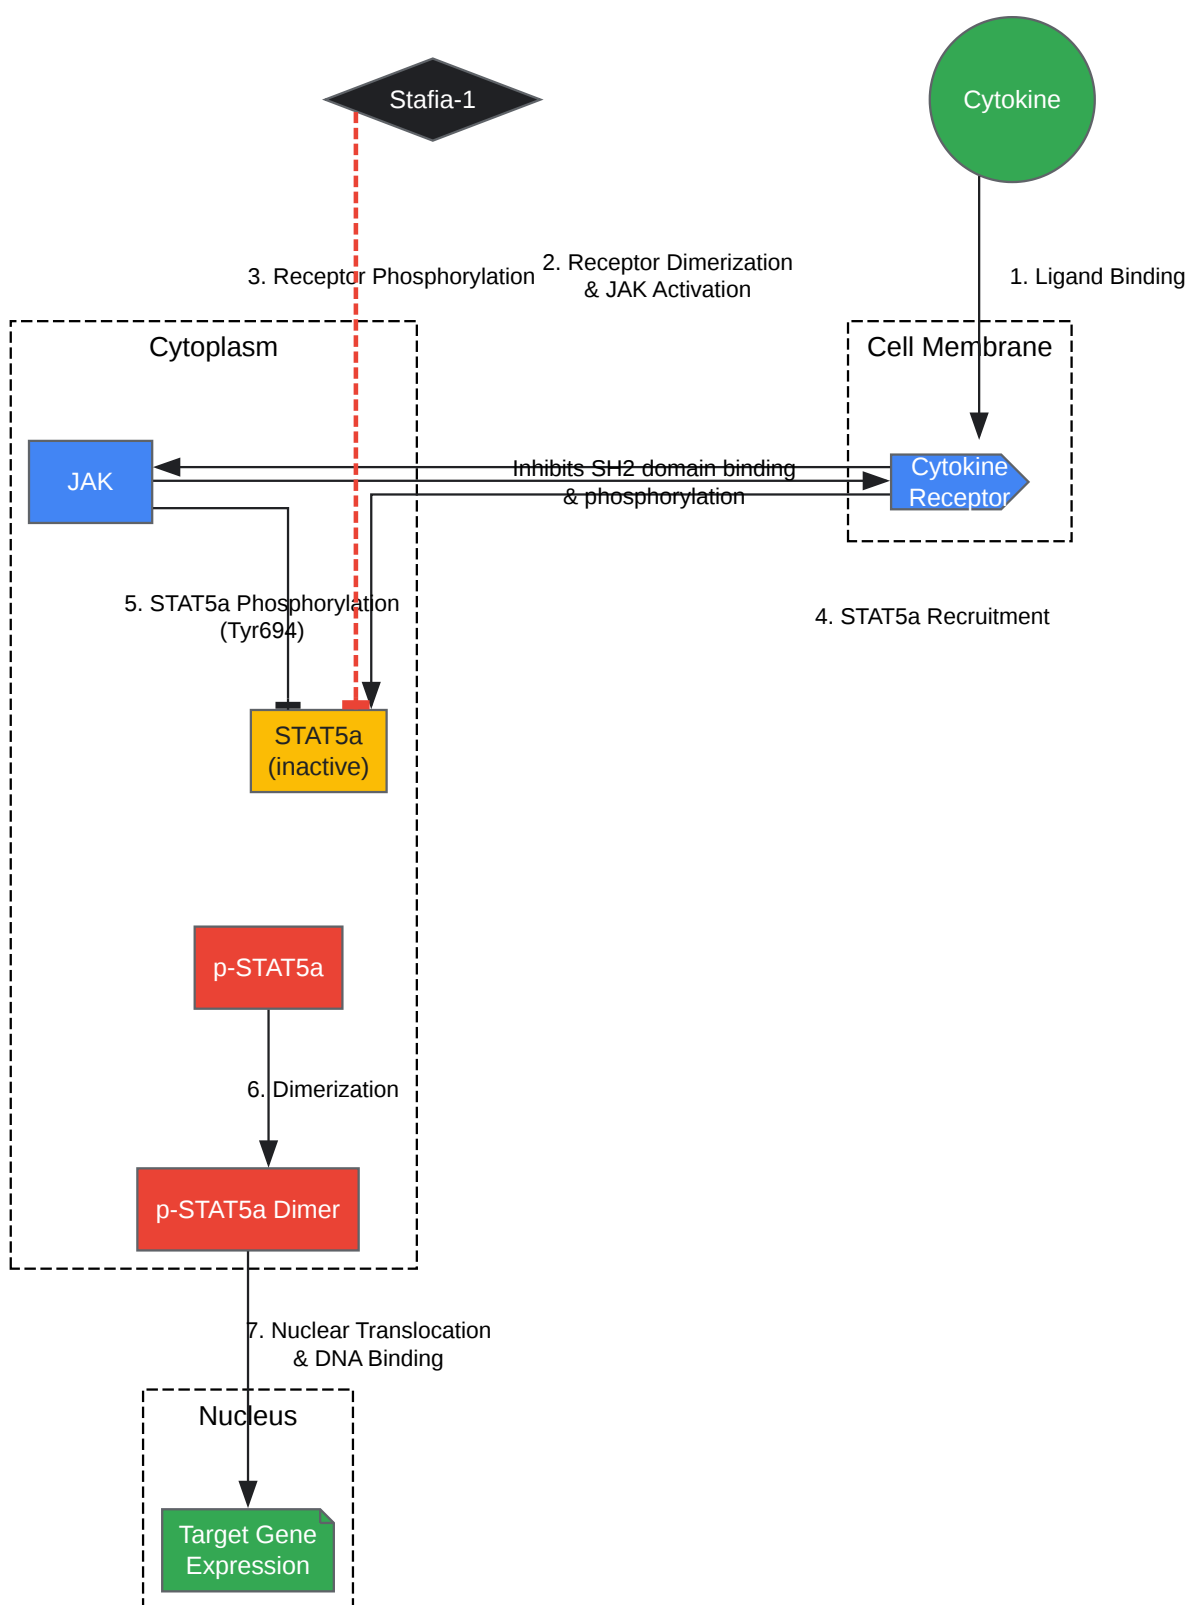 Stafia-1
Cytokine
3. Receptor Phosphorylation
2. Receptor Dimerization
& JAK Activation
1. Ligand Binding
Cytoplasm
Cell Membrane
JAK
Inhibits SH2 domain binding
& phosphorylation
Cytokine
Receptor
5. STAT5a Phosphorylation
(Tyr694)
4. STAT5a Recruitment
STAT5a
(inactive)
p-STAT5a
6. Dimerization
p-STAT5a Dimer
7. Nuclear Translocation
& DNA Binding
Nucleus
Target Gene
Expression